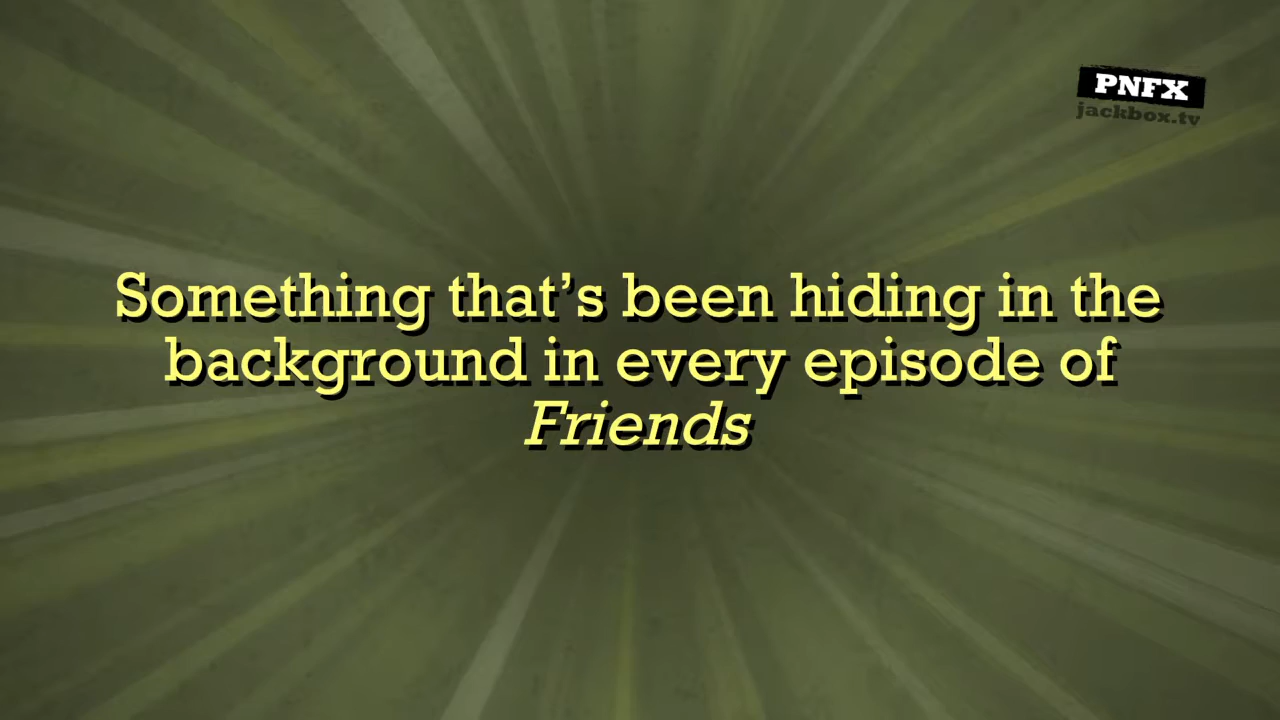 PNFX
jackbox.tv
Something that’s been hiding in the
background in every episode of
Friends